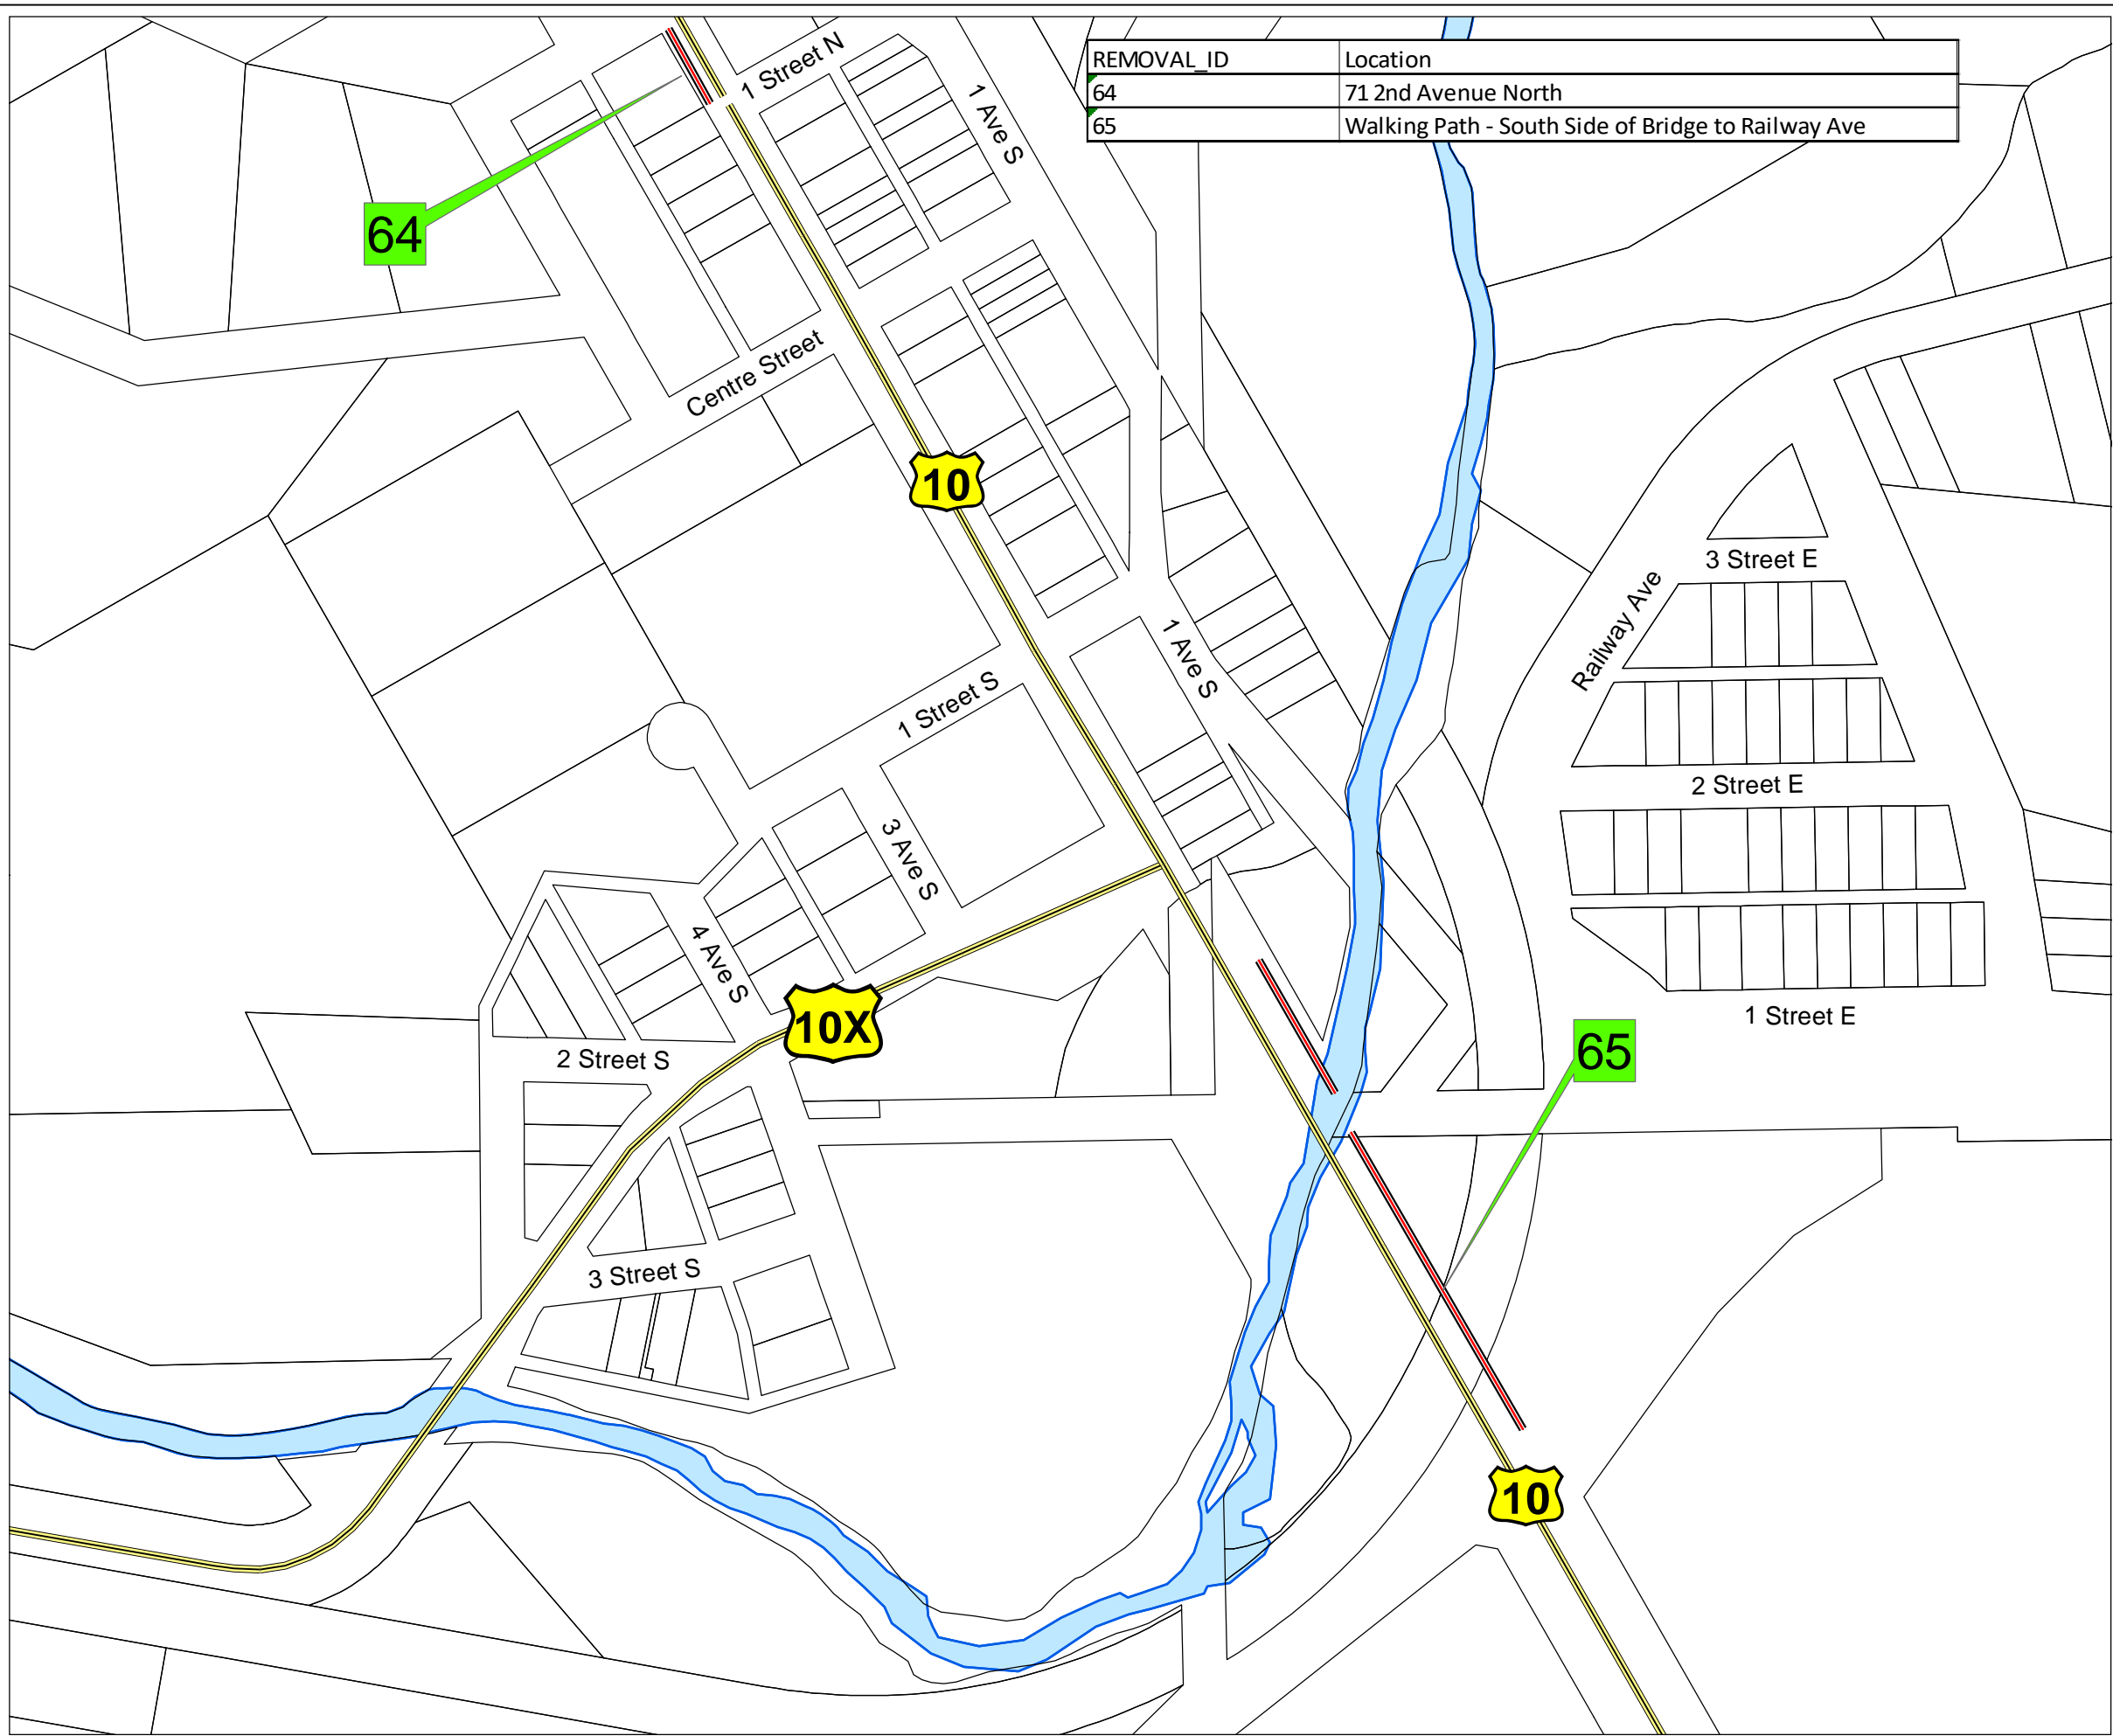 1 Street N
REMOVAL_ID Location
64 71 2nd Avenue North
65 Walking Path - South Side of Bridge to Railway Ave
1 Ave S
64
Centre Street
10
3 Street E
Railway Ave
1 Ave S
1 Street S
2 Street E
3 Ave S
4 Ave S
10X
1 Street E
65
2 Street S
3 Street S
10